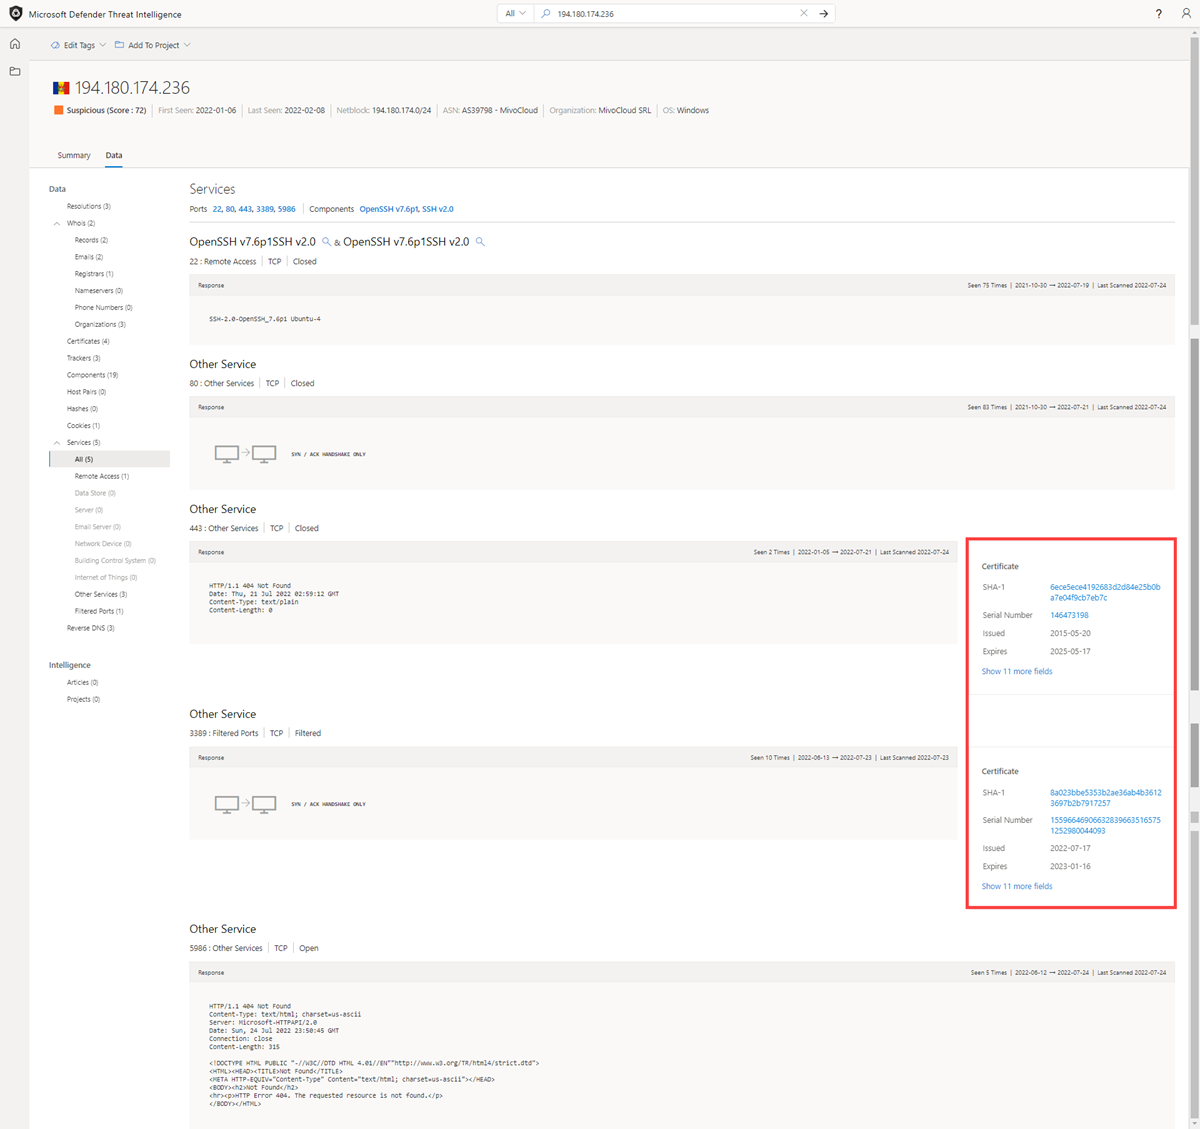 Microsoft Defender Threat Intelligence
All
194.180.174.236
?
Edit Tags
Add To Project
194.180.174.236
Suspicious (Score : 72) First Seen: 2022-01-06 Last Seen: 2022-02-08 Netblock: 194.180.174.0/24 ASN: AS39798 - MivoCloud Organization: MivoCloud SRL OS: Windows
Summary
Data
Data
Resolutions (3)
Whois (2)
Records (2)
Emails (2)
Registrars (1)
Nameservers (0)
Phone Numbers (0)
Organizations (3)
Certificates (4)
Trackers (3)
Components (19)
Host Pairs (0)
Hashes (0)
Cookies (1)
Services (5)
All (5)
Remote Access (1)
Data Store (0)
Server (0)
Email Server (0)
Network Device (0)
Building Control System (0)
Internet of Things (0)
Other Services (3)
Filtered Ports (1)
Reverse DNS (3)
Intelligence
Articles (0)
Projects (0)
Services
Ports 22, 80, 443, 3389, 5986 Components OpenSSH v7.6p1, SSH v2.0
OpenSSH v7.6p1SSH v2.0 & OpenSSH v7.6p1SSH v2.0
22 : Remote Access TCP Closed
Response Seen 75 Times | 2021-10-30 → 2022-07-19 | Last Scanned 2022-07-24
SSH-2.0-OpenSSH_7.6p1 Ubuntu-4
Other Service
80 : Other Services TCP Closed
Response Seen 83 Times | 2021-10-30 → 2022-07-21 | Last Scanned 2022-07-24
SYN / ACK HANDSHAKE ONLY
Other Service
443 : Other Services TCP Closed
Response Seen 2 Times | 2022-01-05 → 2022-07-21 | Last Scanned 2022-07-24
HTTP/1.1 404 Not Found
Date: Thu, 21 Jul 2022 02:59:12 GMT
Content-Type: text/plain
Content-Length: 0
Certificate
SHA-1 6ece5ece4192683d2d84e25b0b
a7e04f9cb7eb7c
Serial Number 146473198
Issued 2015-05-20
Expires 2025-05-17
Show 11 more fields
Other Service
3389 : Filtered Ports TCP Filtered
Response Seen 10 Times | 2022-06-13 → 2022-07-23 | Last Scanned 2022-07-23
SYN / ACK HANDSHAKE ONLY
Certificate
SHA-1 8a023bbe5353b2ae36ab4b3612
3697b2b7917257
Serial Number 15596646906632839663516575
1252980044093
Issued 2022-07-17
Expires 2023-01-16
Show 11 more fields
Other Service
5986 : Other Services TCP Open
Response Seen 5 Times | 2022-06-12 → 2022-07-24 | Last Scanned 2022-07-24
HTTP/1.1 404 Not Found
Content-Type: text/html; charset=us-ascii
Server: Microsoft-HTTPAPI/2.0
Date: Sun, 24 Jul 2022 23:50:45 GMT
Connection: close
Content-Length: 315
<!DOCTYPE HTML PUBLIC "-//W3C//DTD HTML 4.01//EN""http://www.w3.org/TR/html4/strict.dtd">
<HTML><HEAD><TITLE>Not Found</TITLE>
<META HTTP-EQUIV="Content-Type" Content="text/html; charset=us-ascii"></HEAD>
<BODY><h2>Not Found</h2>
<hr><p>HTTP Error 404. The requested resource is not found.</p>
</BODY></HTML>